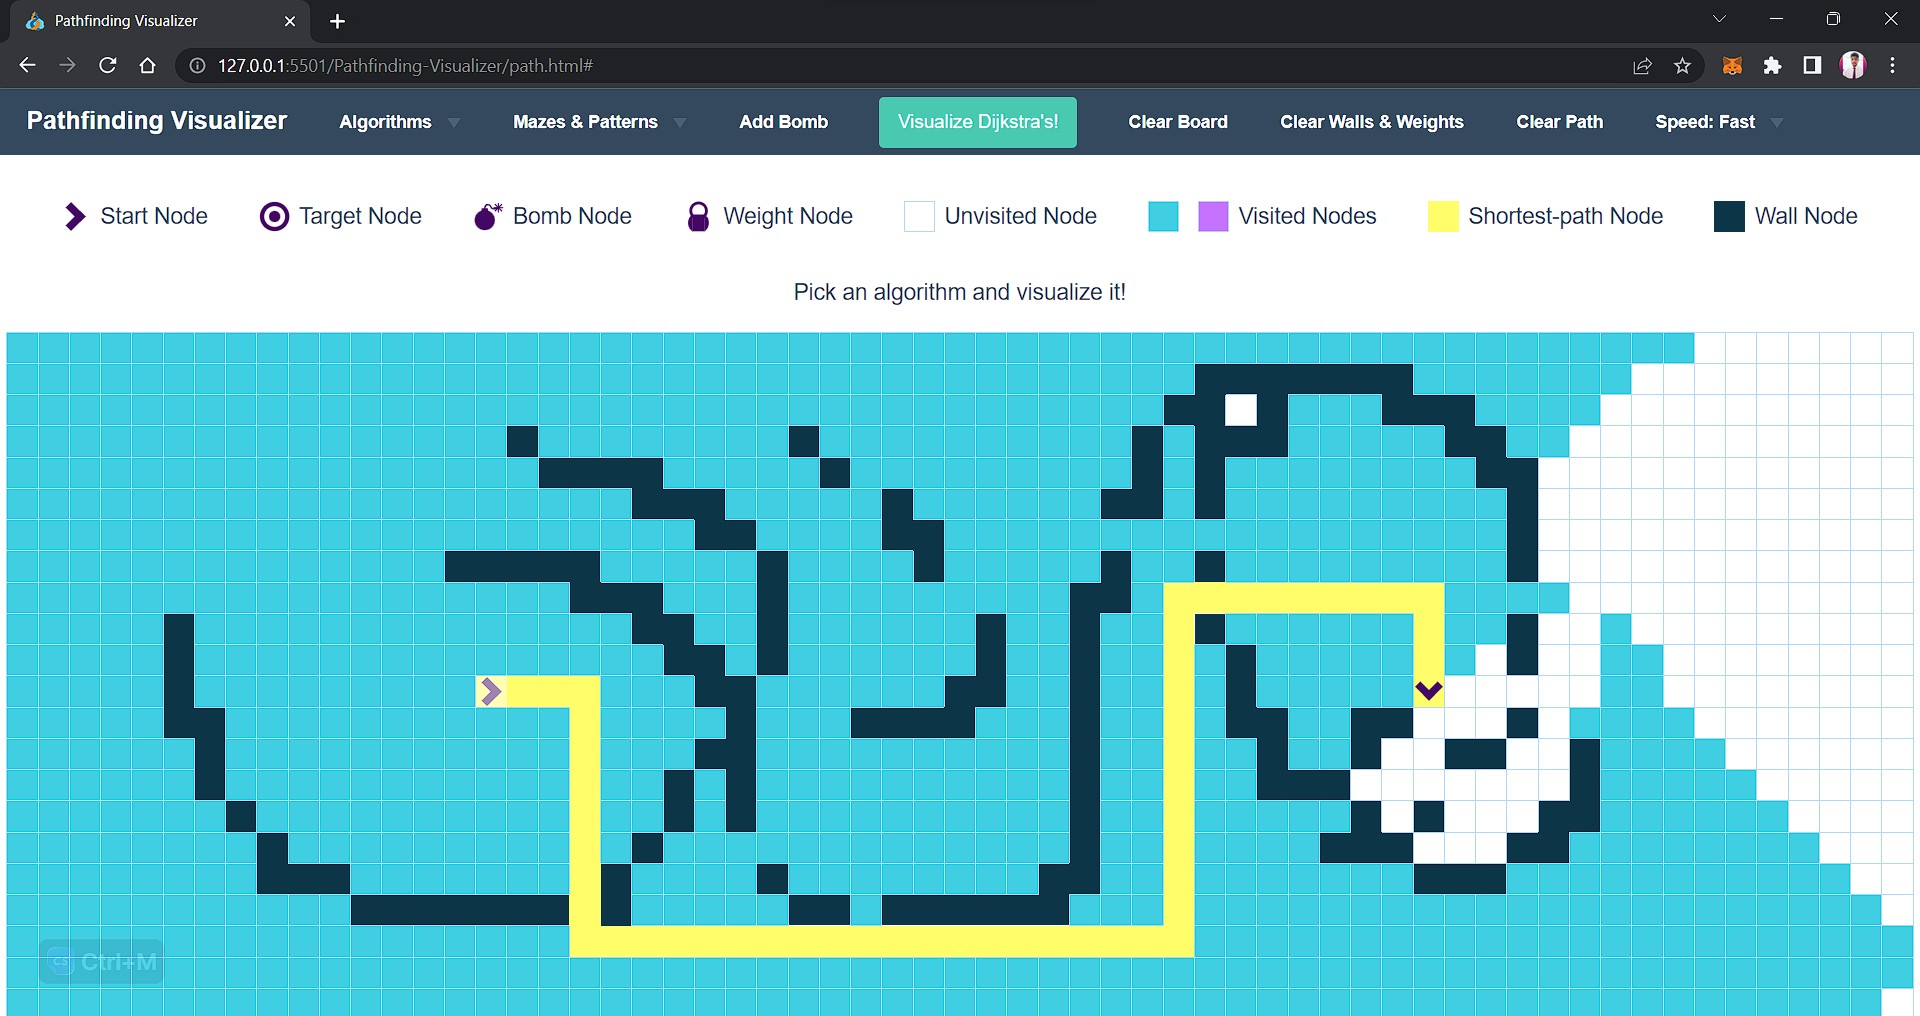 Pathfinding Visualizer
127.0.0.1:5501/Pathfinding-Visualizer/path.html#
Pathfinding Visualizer Algorithms Mazes & Patterns Add Bomb Visualize Dijkstra's! Clear Board Clear Walls & Weights Clear Path Speed: Fast
Start Node Target Node Bomb Node Weight Node Unvisited Node Visited Nodes Shortest-path Node Wall Node
Pick an algorithm and visualize it!
CS Ctrl+M